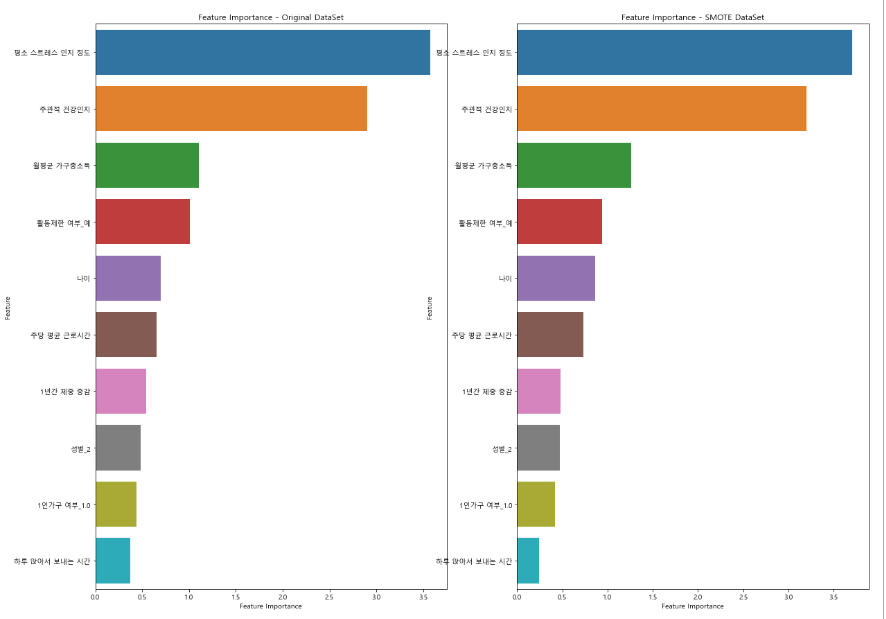 Feature Importance - Original DataSet
평소 스트레스 인지 정도
주관적 건강인지
월평균 가구총소득
활동제한 여부_예
나이
주당 평균 근로시간
1년간 체중 증감
성별_2
1인가구 여부_1.0
하루 앉아서 보내는 시간
Feature
0.0 0.5 1.0 1.5 2.0 2.5 3.0 3.5
Feature Importance
Feature Importance - SMOTE DataSet
평소 스트레스 인지 정도
주관적 건강인지
월평균 가구총소득
활동제한 여부_예
나이
주당 평균 근로시간
1년간 체중 증감
성별_2
1인가구 여부_1.0
하루 앉아서 보내는 시간
Feature
0.0 0.5 1.0 1.5 2.0 2.5 3.0 3.5
Feature Importance